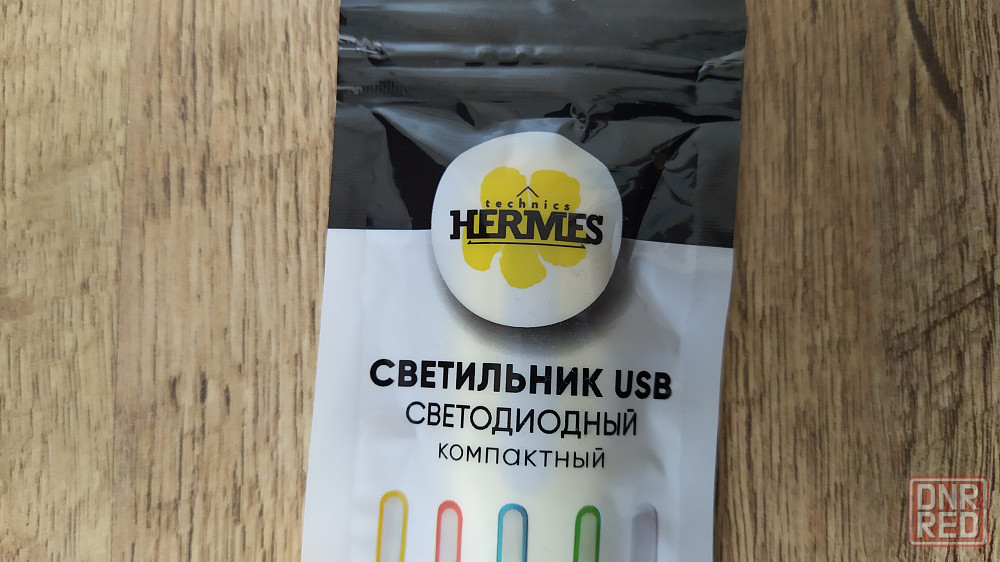 technics
HERMES
СВЕТИЛЬНИК USB
СВЕТОДИОДНЫЙ
компактный
DNR
RED